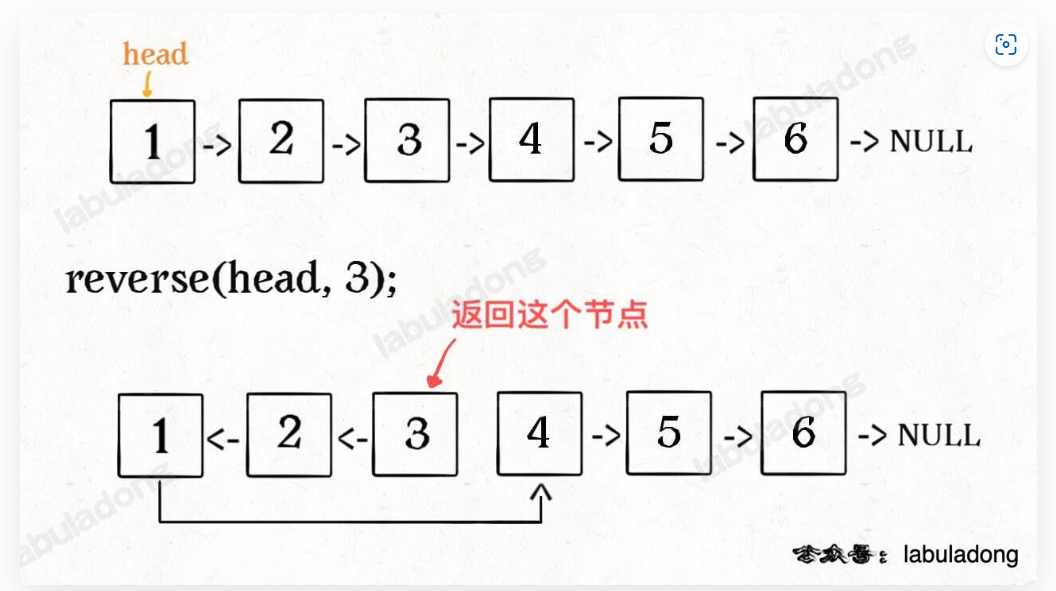 head
1 -> 2 -> 3 -> 4 -> 5 -> 6 -> NULL
reverse(head, 3);
返回这个节点
1 <- 2 <- 3 4 -> 5 -> 6 -> NULL
公众号：labuladong
labuladong
labuladong
labuladong
labuladong
labuladong